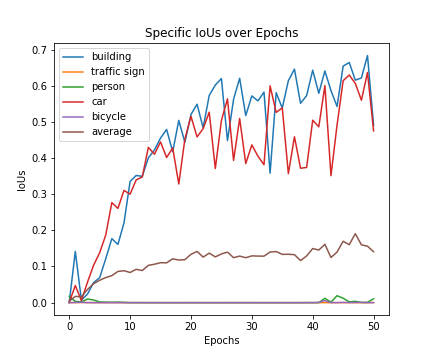 Specific IoUs over Epochs
building
traffic sign
person
car
bicycle
average
0.7
0.6
0.5
0.4
0.3
0.2
0.1
0.0
IoUs
0 10 20 30 40 50
Epochs